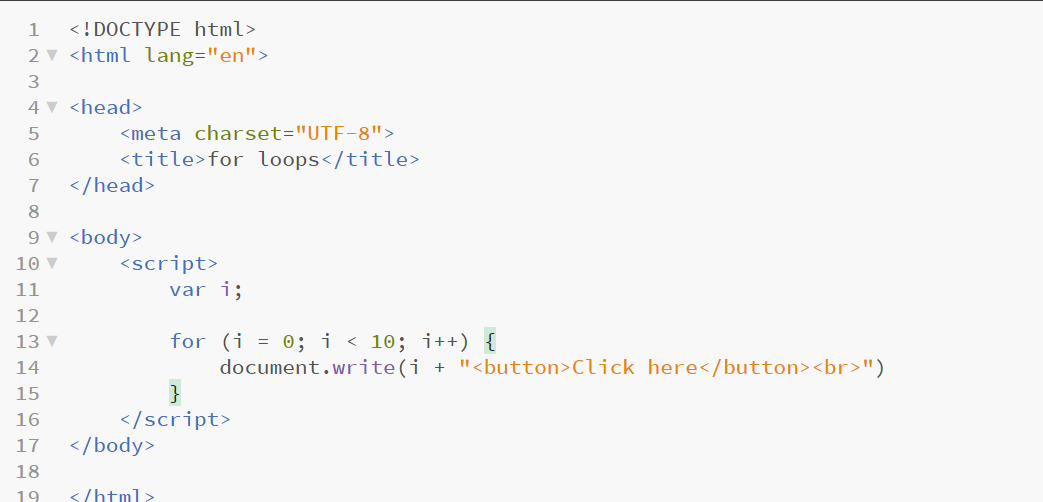 1 <!DOCTYPE html>
2 <html lang="en">
3
4 <head>
5     <meta charset="UTF-8">
6     <title>for loops</title>
7 </head>
8
9 <body>
10     <script>
11         var i;
12
13         for (i = 0; i < 10; i++) {
14             document.write(i + "<button>Click here</button><br>")
15         }
16     </script>
17 </body>
18
19 </html>